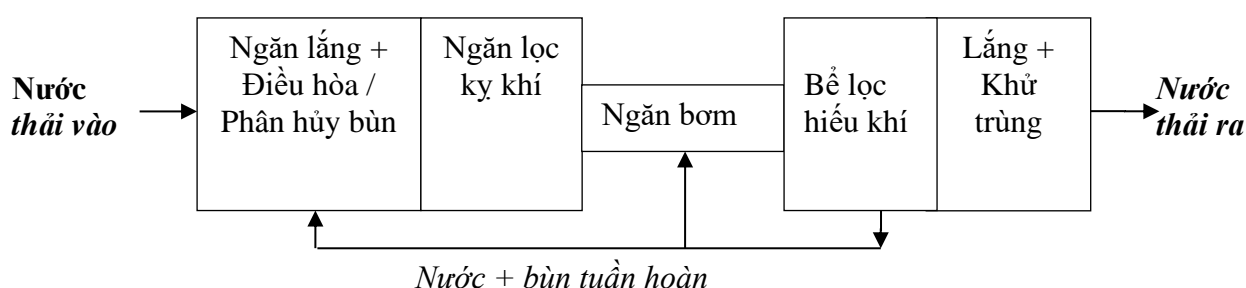 Nước
thải vào
Ngăn lắng +
Điều hòa /
Phân hủy bùn
Ngăn lọc
kỵ khí
Ngăn bơm
Bể lọc
hiếu khí
Lắng +
Khử
trùng
Nước
thải ra
Nước + bùn tuần hoàn